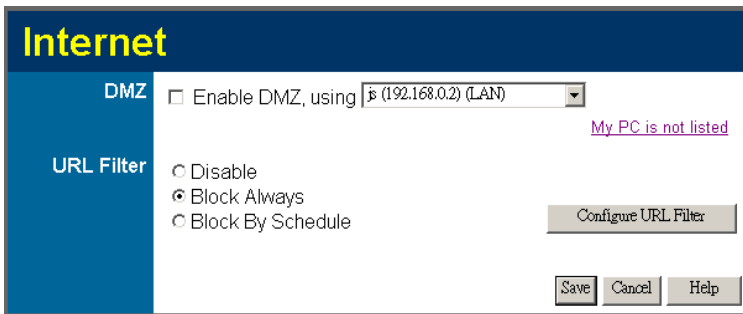 Internet
DMZ
Enable DMZ, using js (192.168.0.2) (LAN)
My PC is not listed
URL Filter
Disable
Block Always
Block By Schedule
Configure URL Filter
Save Cancel Help